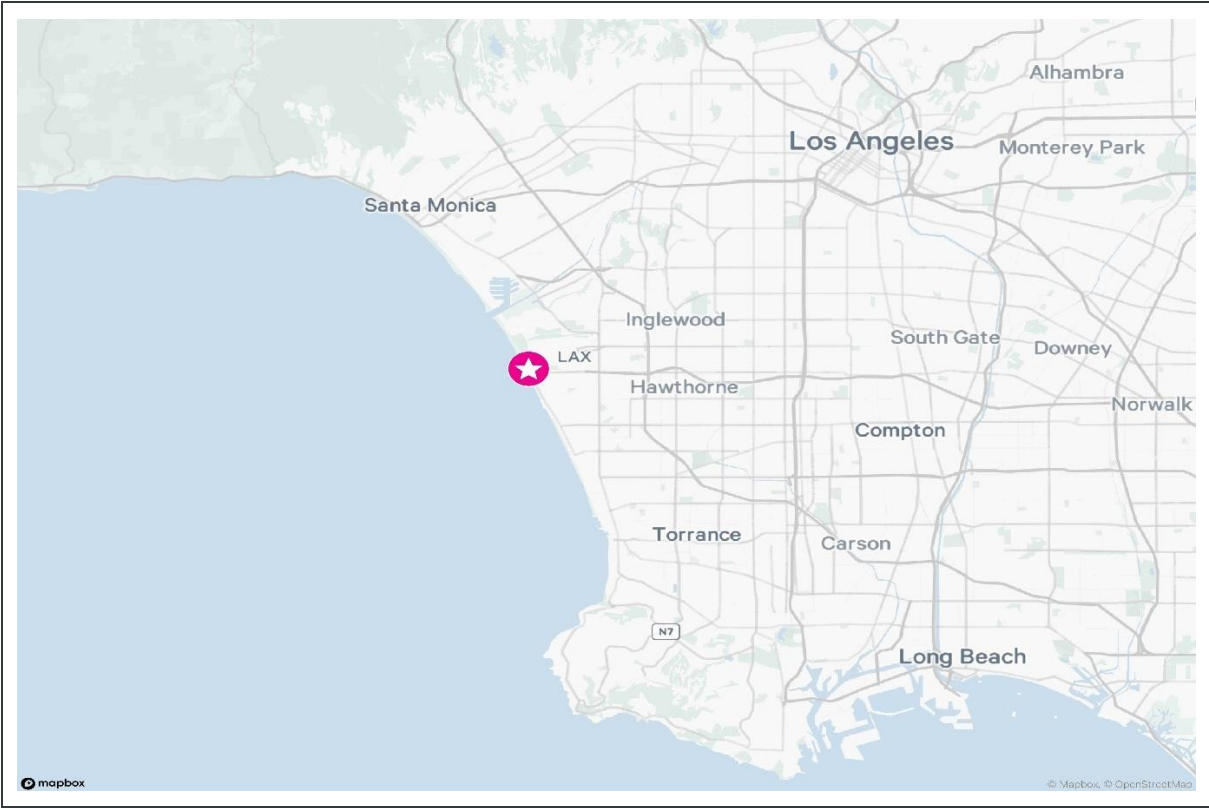 Alhambra
Los Angeles
Monterey Park
Santa Monica
Inglewood
South Gate
Downey
LAX
Hawthorne
Norwalk
Compton
Torrance
Carson
N7
Long Beach
mapbox
© Mapbox, © OpenStreetMap